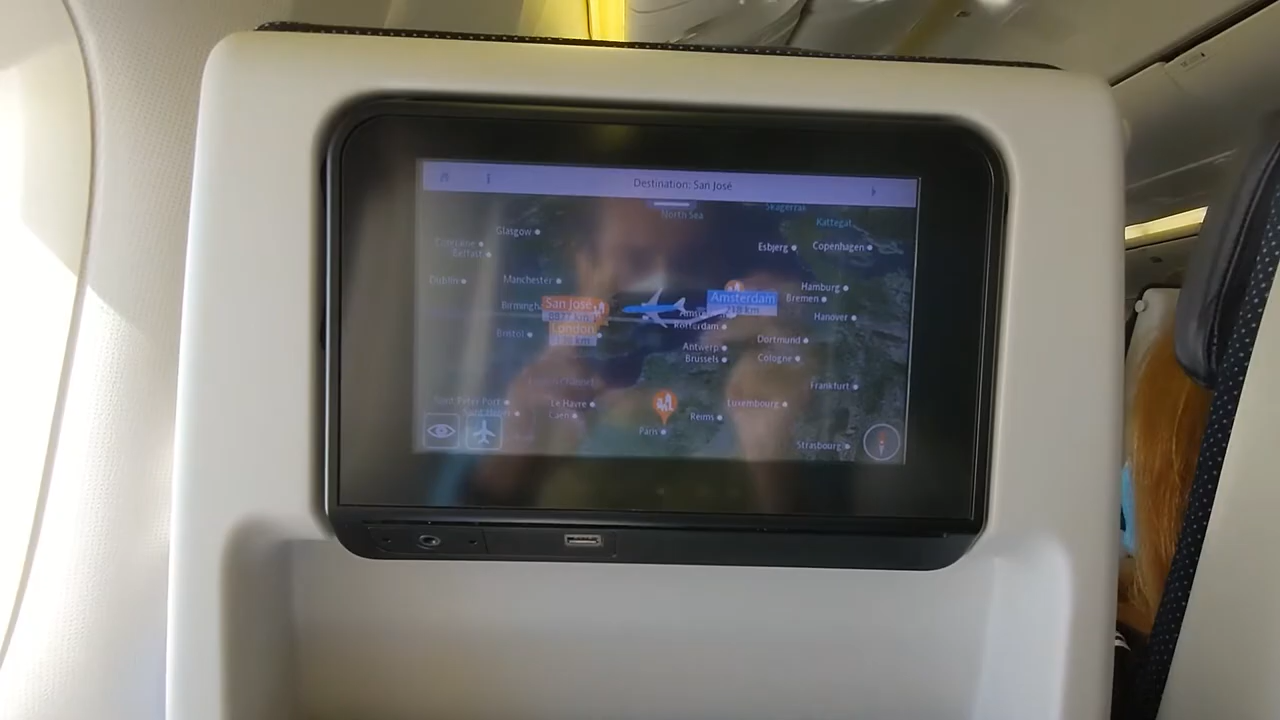 Destination: San José
North Sea
Skagerrak
Kattegat
Glasgow
Belfast
Esbjerg
Copenhagen
Dublin
Manchester
Hamburg
Bremen
San José
Amsterdam
Hanover
London
Rotterdam
Bristol
Dortmund
Antwerp
Brussels
Cologne
Frankfurt
Le Havre
Luxembourg
Caen
Reims
Paris
Strasbourg